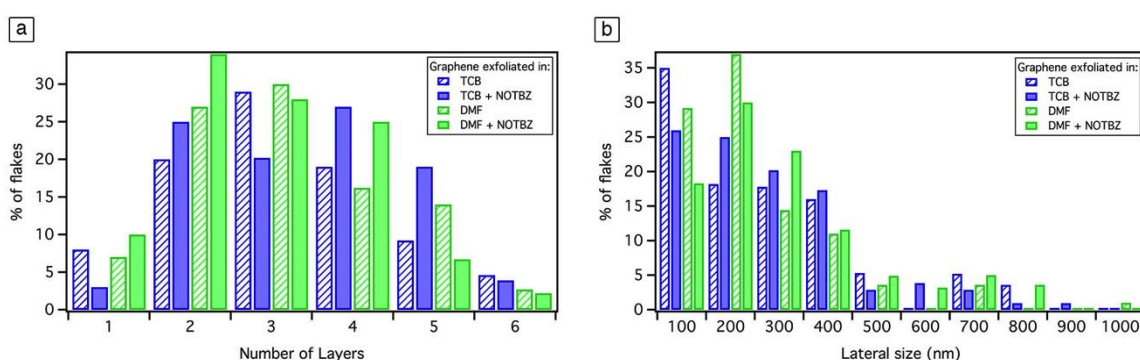 a
Graphene exfoliated in:
TCB
TCB + NOTBZ
DMF
DMF + NOTBZ
% of flakes
30
25
20
15
10
5
0
1 2 3 4 5 6
Number of Layers
b
Graphene exfoliated in:
TCB
TCB + NOTBZ
DMF
DMF + NOTBZ
% of flakes
35
30
25
20
15
10
5
0
100 200 300 400 500 600 700 800 900 1000
Lateral size (nm)